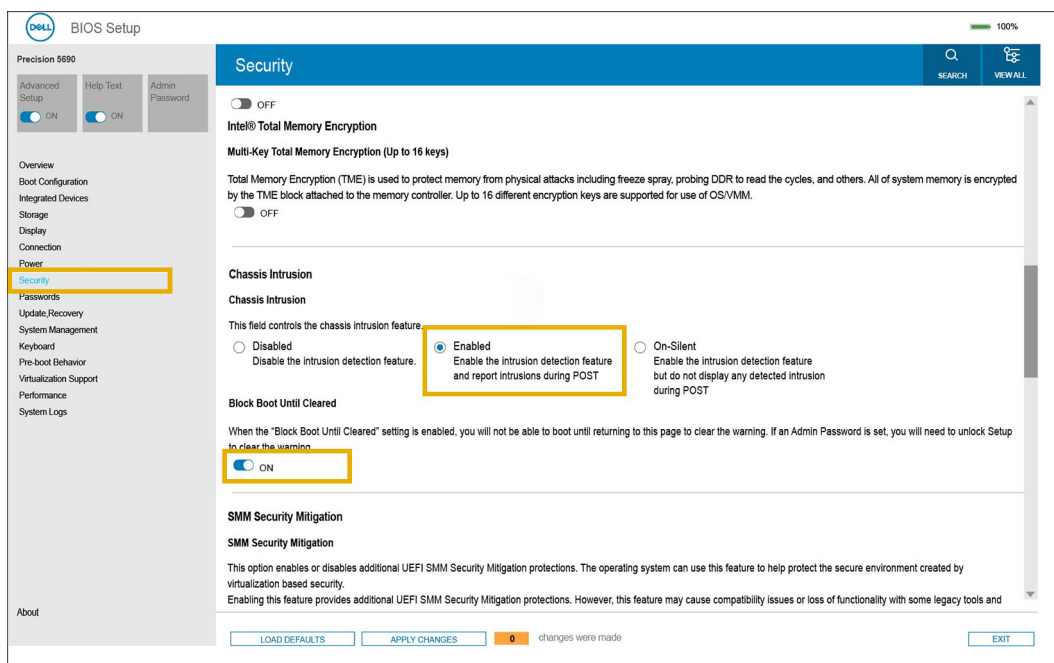 DELL
BIOS Setup
100%
Precision 5690
Advanced Setup
ON
Help Text
ON
Admin Password
Overview
Boot Configuration
Integrated Devices
Storage
Display
Connection
Power
Security
Passwords
Update,Recovery
System Management
Keyboard
Pre-boot Behavior
Virtualization Support
Performance
System Logs
About
Security
SEARCH
VIEW ALL
OFF
Intel® Total Memory Encryption
Multi-Key Total Memory Encryption (Up to 16 keys)
Total Memory Encryption (TME) is used to protect memory from physical attacks including freeze spray, probing DDR to read the cycles, and others. All of system memory is encrypted
by the TME block attached to the memory controller. Up to 16 different encryption keys are supported for use of OS/VMM.
OFF
Chassis Intrusion
Chassis Intrusion
This field controls the chassis intrusion feature.
Disabled
Disable the intrusion detection feature.
Enabled
Enable the intrusion detection feature
and report intrusions during POST
On-Silent
Enable the intrusion detection feature
but do not display any detected intrusion
during POST
Block Boot Until Cleared
When the "Block Boot Until Cleared" setting is enabled, you will not be able to boot until returning to this page to clear the warning. If an Admin Password is set, you will need to unlock Setup
to clear the warning.
ON
SMM Security Mitigation
SMM Security Mitigation
This option enables or disables additional UEFI SMM Security Mitigation protections. The operating system can use this feature to help protect the secure environment created by
virtualization based security.
Enabling this feature provides additional UEFI SMM Security Mitigation protections. However, this feature may cause compatibility issues or loss of functionality with some legacy tools and
LOAD DEFAULTS
APPLY CHANGES
0
changes were made
EXIT